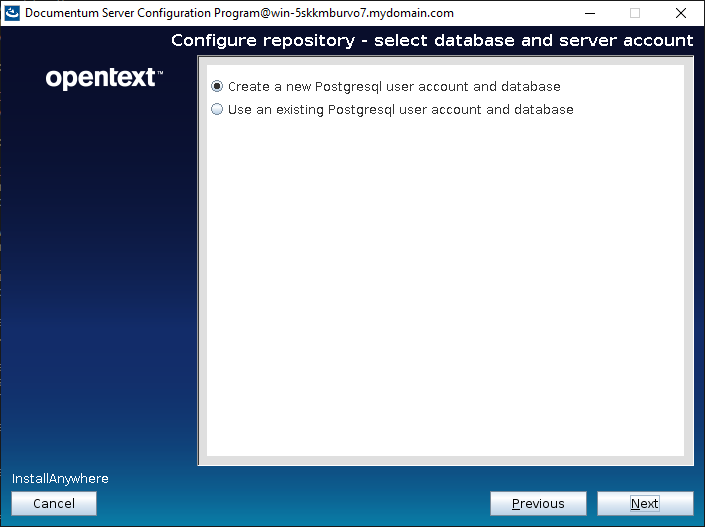 Documentum Server Configuration Program@win-5skkmburvo7.mydomain.com
Configure repository - select database and server account
opentext™
Create a new Postgresql user account and database
Use an existing Postgresql user account and database
InstallAnywhere
Cancel
Previous
Next